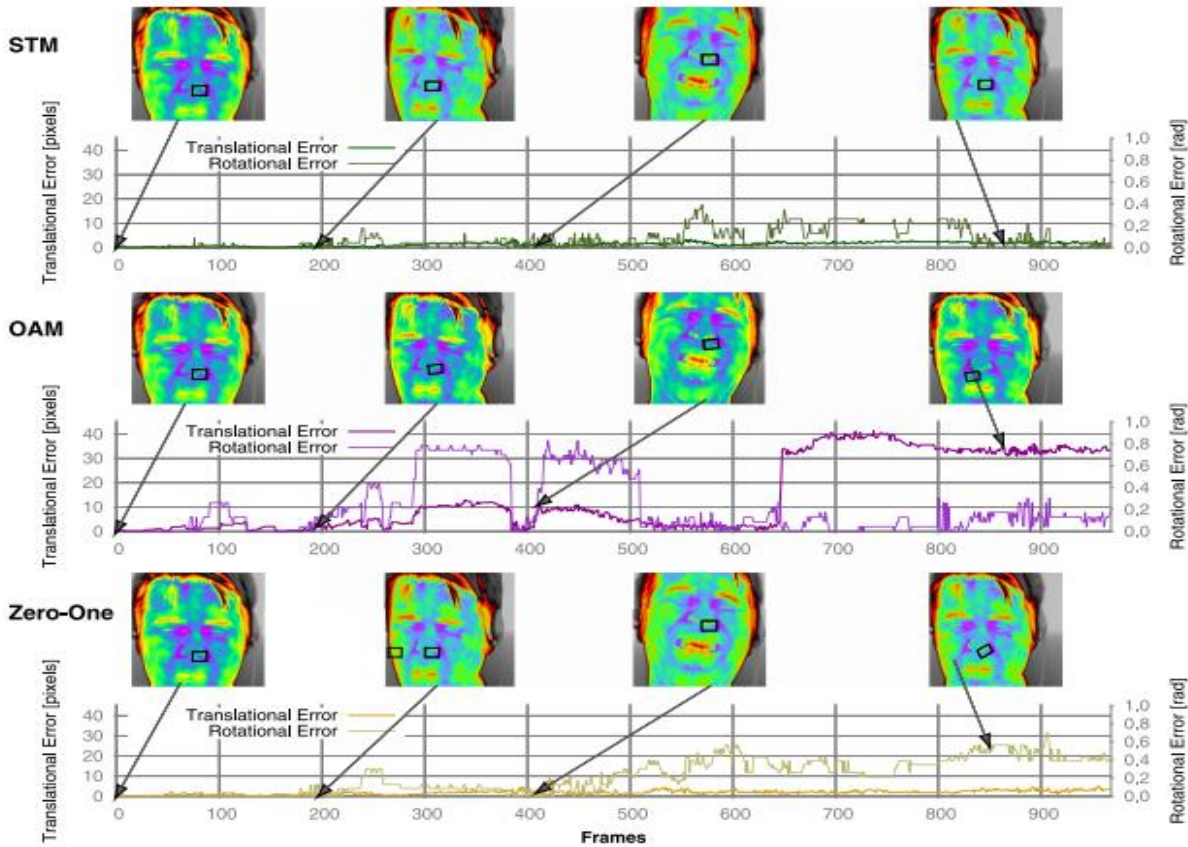 STM
Translational Error [pixels]
Rotational Error [rad]
Translational Error
Rotational Error
40
30
20
10
0
1,0
0,8
0,6
0,4
0,2
0,0
0 100 200 300 400 500 600 700 800 900
OAM
Translational Error [pixels]
Rotational Error [rad]
Translational Error
Rotational Error
40
30
20
10
0
1,0
0,8
0,6
0,4
0,2
0,0
0 100 200 300 400 500 600 700 800 900
Zero-One
Translational Error [pixels]
Rotational Error [rad]
Translational Error
Rotational Error
40
30
20
10
0
1,0
0,8
0,6
0,4
0,2
0,0
0 100 200 300 400 500 600 700 800 900
Frames